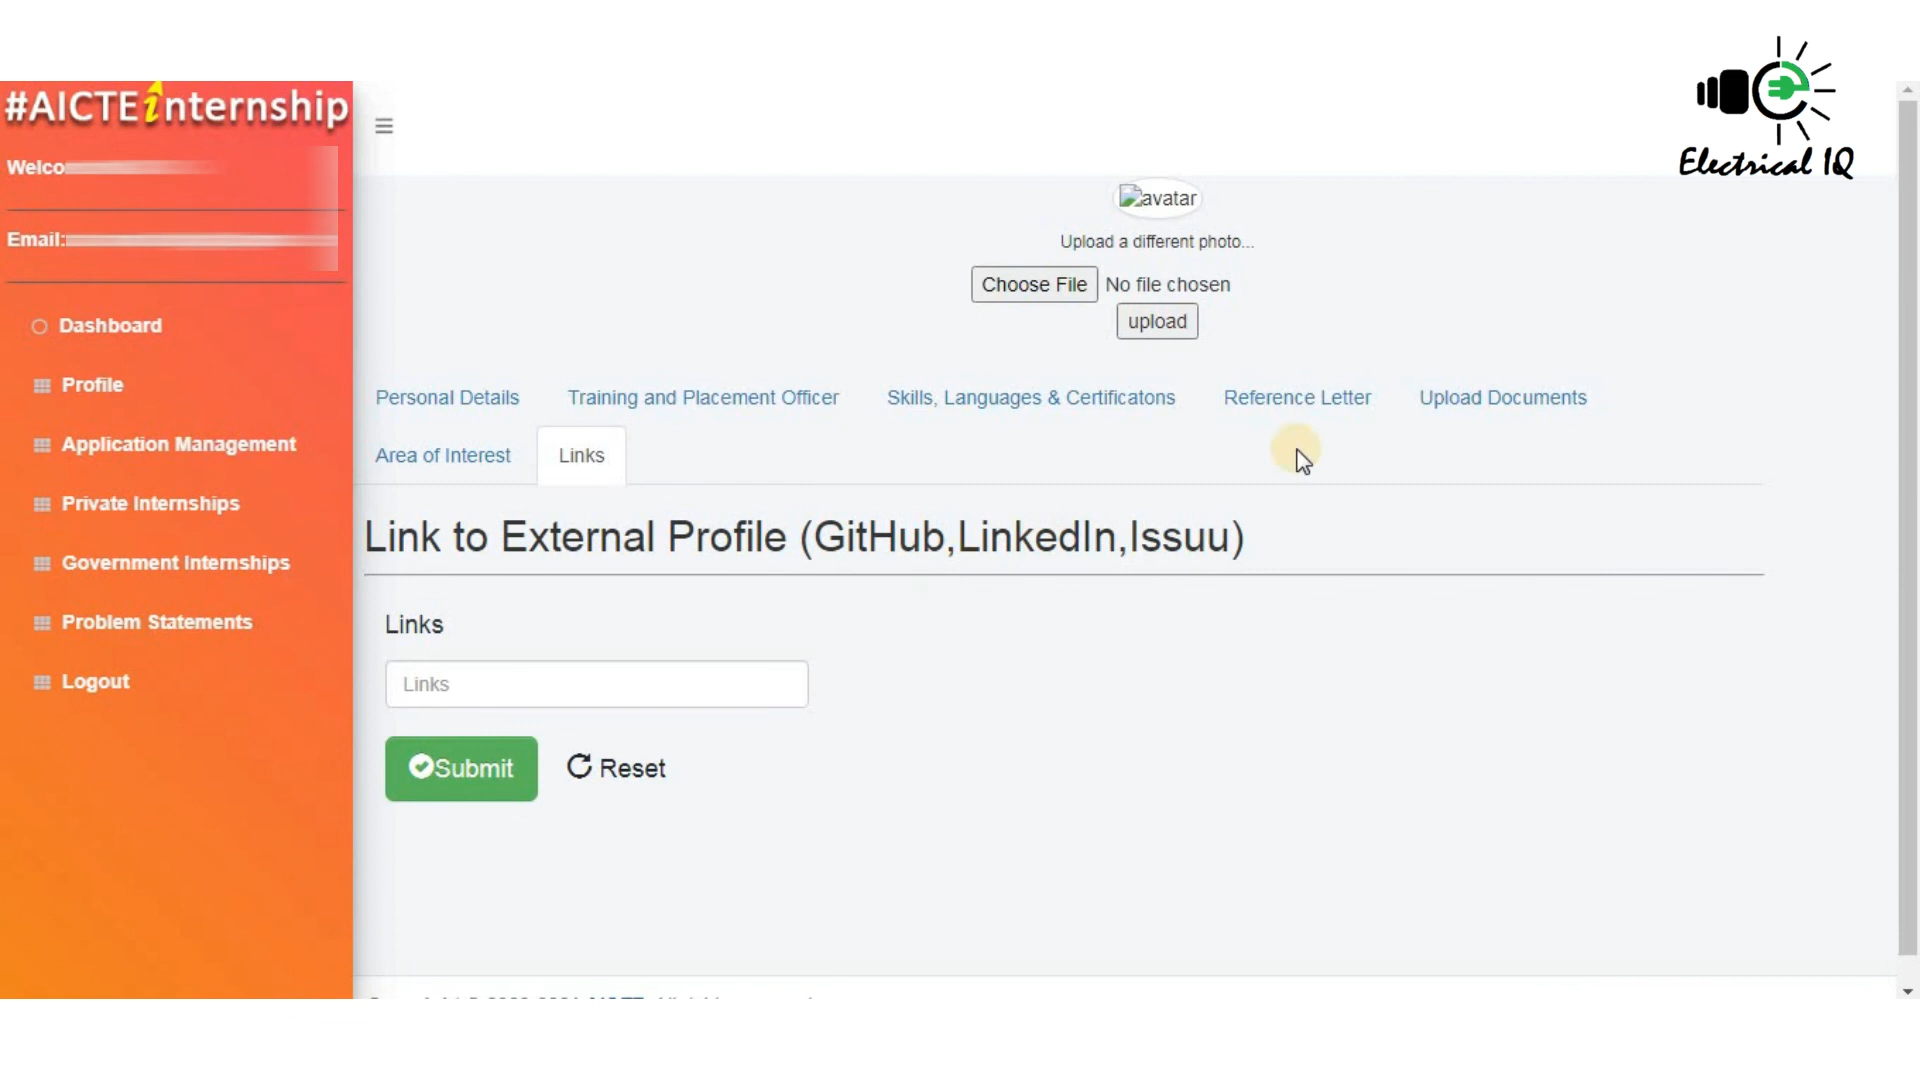 #AICTEinternship
Electrical IQ
Welco
Email:
avatar
Upload a different photo...
Choose File No file chosen
upload
Dashboard
Profile
Application Management
Private Internships
Government Internships
Problem Statements
Logout
Personal Details Training and Placement Officer Skills, Languages & Certificatons Reference Letter Upload Documents
Area of Interest Links
Link to External Profile (GitHub,LinkedIn,Issuu)
Links
Links
Submit Reset